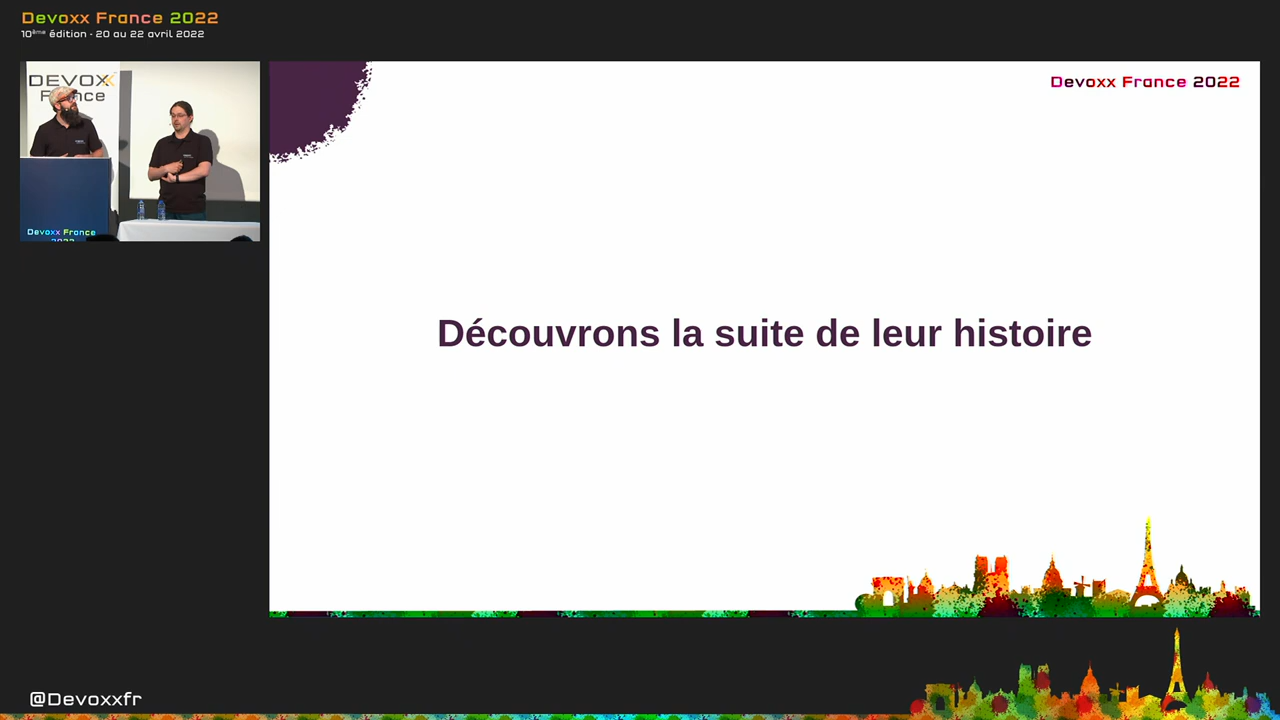 Devoxx France 2022
10ème édition - 20 au 22 avril 2022
DEVOXX
France
Devoxx France
2022
Devoxx France 2022
Découvrons la suite de leur histoire
@Devoxxfr